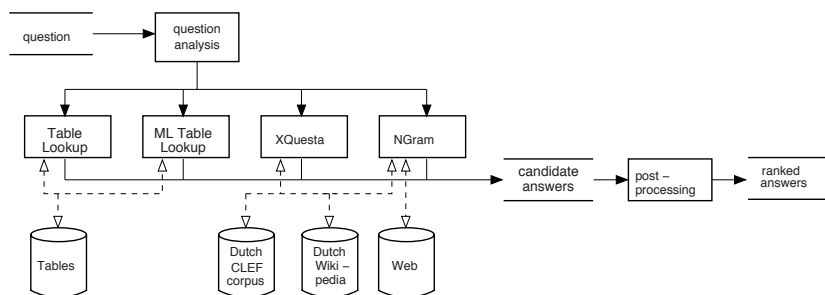 question
question
analysis
Table
Lookup
ML Table
Lookup
XQuesta
NGram
candidate
answers
post -
processing
ranked
answers
Tables
Dutch
CLEF
corpus
Dutch
Wiki -
pedia
Web